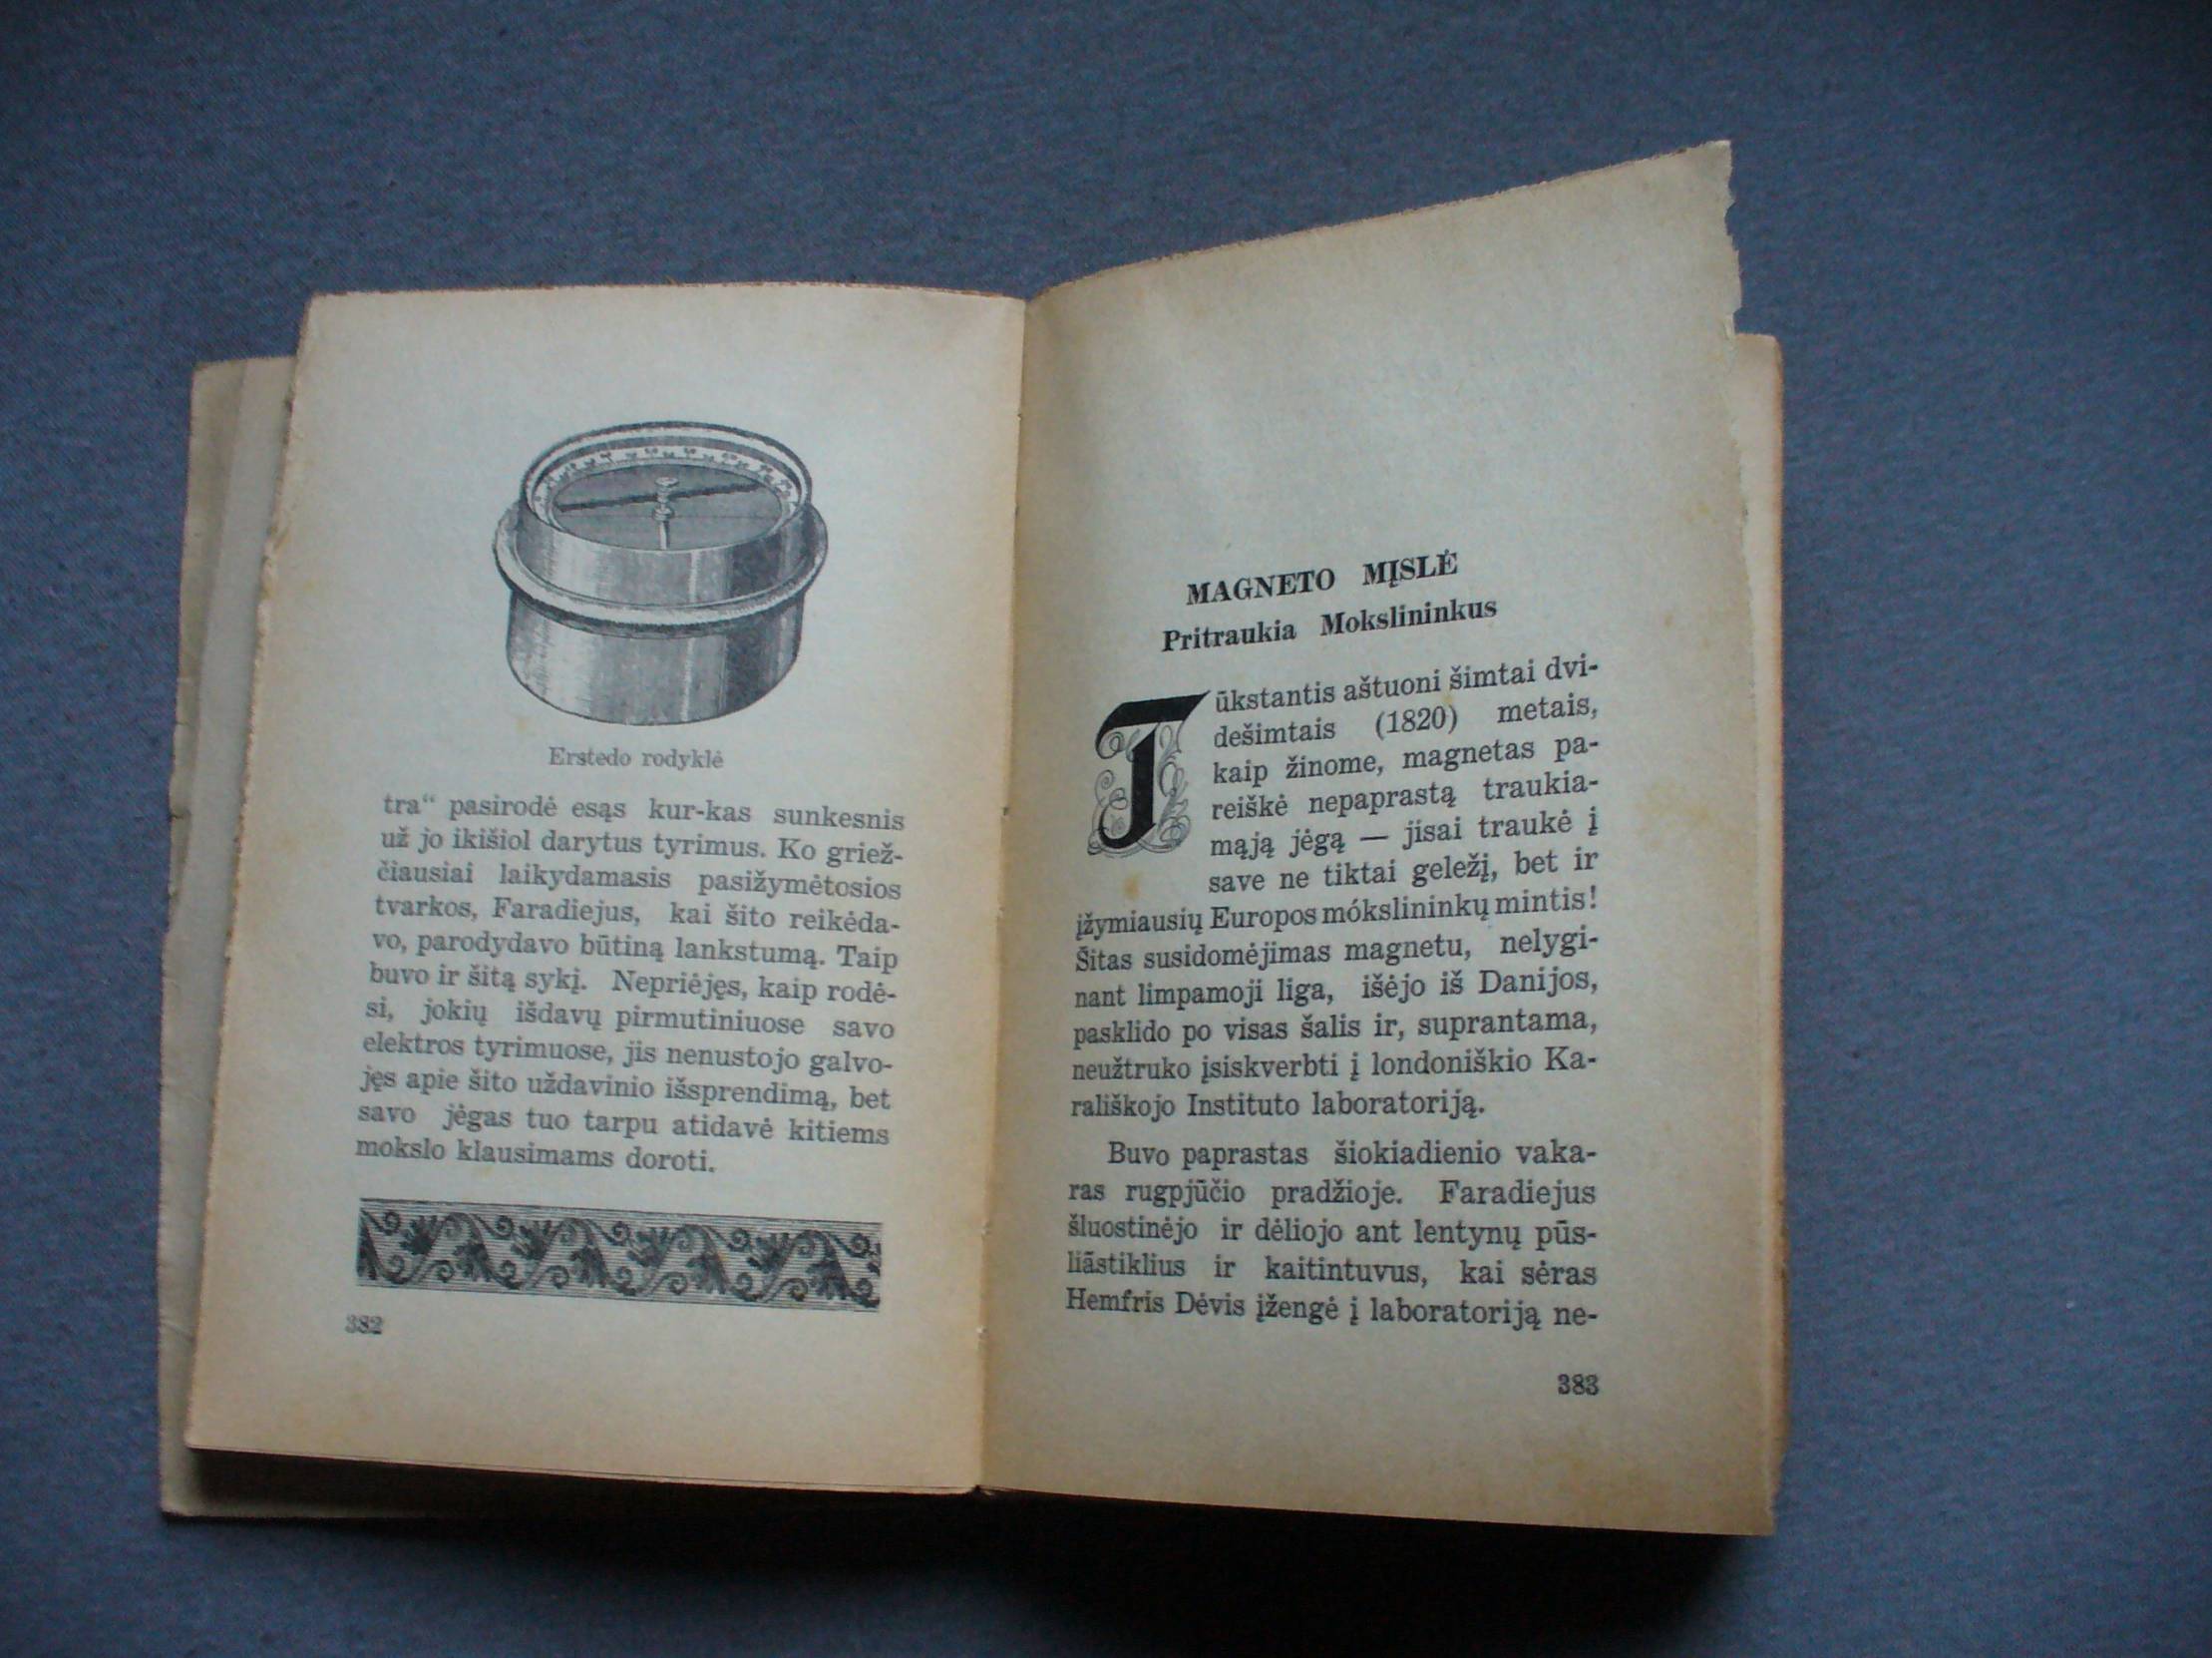 Erstedo rodyklė
tra“ pasirodė esąs kur-kas sunkesnis
už jo ikišiol darytus tyrimus. Ko griež-
čiausiai laikydamasis pasižymėtosios
tvarkos, Faradiejus, kai šito reikėda-
vo, parodydavo būtiną lankstumą. Taip
buvo ir šitą sykį. Nepriėjęs, kaip rodė-
si, jokių išdavų pirmutiniuose savo
elektros tyrimuose, jis nenustojo galvo-
jęs apie šito uždavinio išsprendimą, bet
savo jėgas tuo tarpu atidavė kitiems
mokslo klausimams doroti.
382
MAGNETO MĮSLĖ
Pritraukia Mokslininkus
Tūkstantis aštuoni šimtai dvi-
dešimtais (1820) metais,
kaip žinome, magnetas pa-
reiškė nepaprastą traukia-
mąją jėgą — jisai traukė į
save ne tiktai geležį, bet ir
įžymiausių Europos mókslininkų mintis!
Šitas susidomėjimas magnetu, nelygi-
nant limpamoji liga, išėjo iš Danijos,
pasklido po visas šalis ir, suprantama,
neužtruko įsiskverbti į londoniškio Ka-
rališkojo Instituto laboratoriją.
Buvo paprastas šiokiadienio vaka-
ras rugpjūčio pradžioje. Faradiejus
šluostinėjo ir dėliojo ant lentynų pūs-
liāstiklius ir kaitintuvus, kai sėras
Hemfris Dėvis įžengė į laboratoriją ne-
383